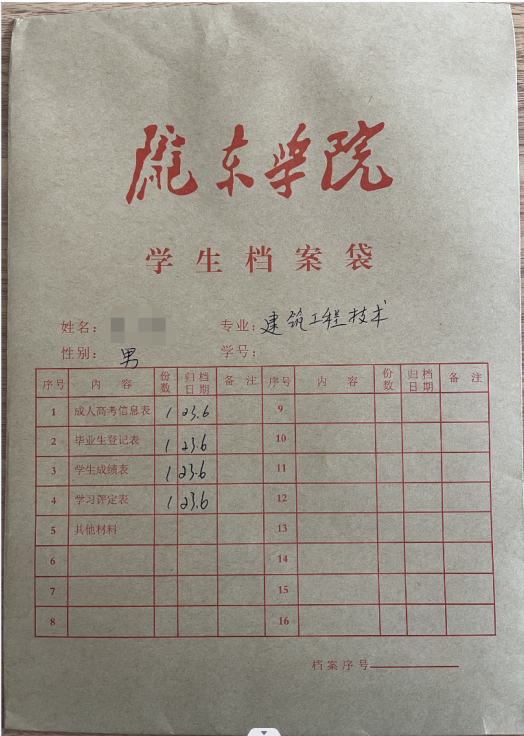 陇东学院
学生档案袋
姓名： 专业：建筑工程技术
性别：男 学号：
序号 内容 份数 归档日期 备注 序号 内容 份数 归档日期 备注
1 成人高考信息表 1 23.6 9
2 毕业生登记表 1 23.6 10
3 学生成绩表 1 23.6 11
4 学习评定表 1 23.6 12
5 其他材料 13
6 14
7 15
8 16
档案序号